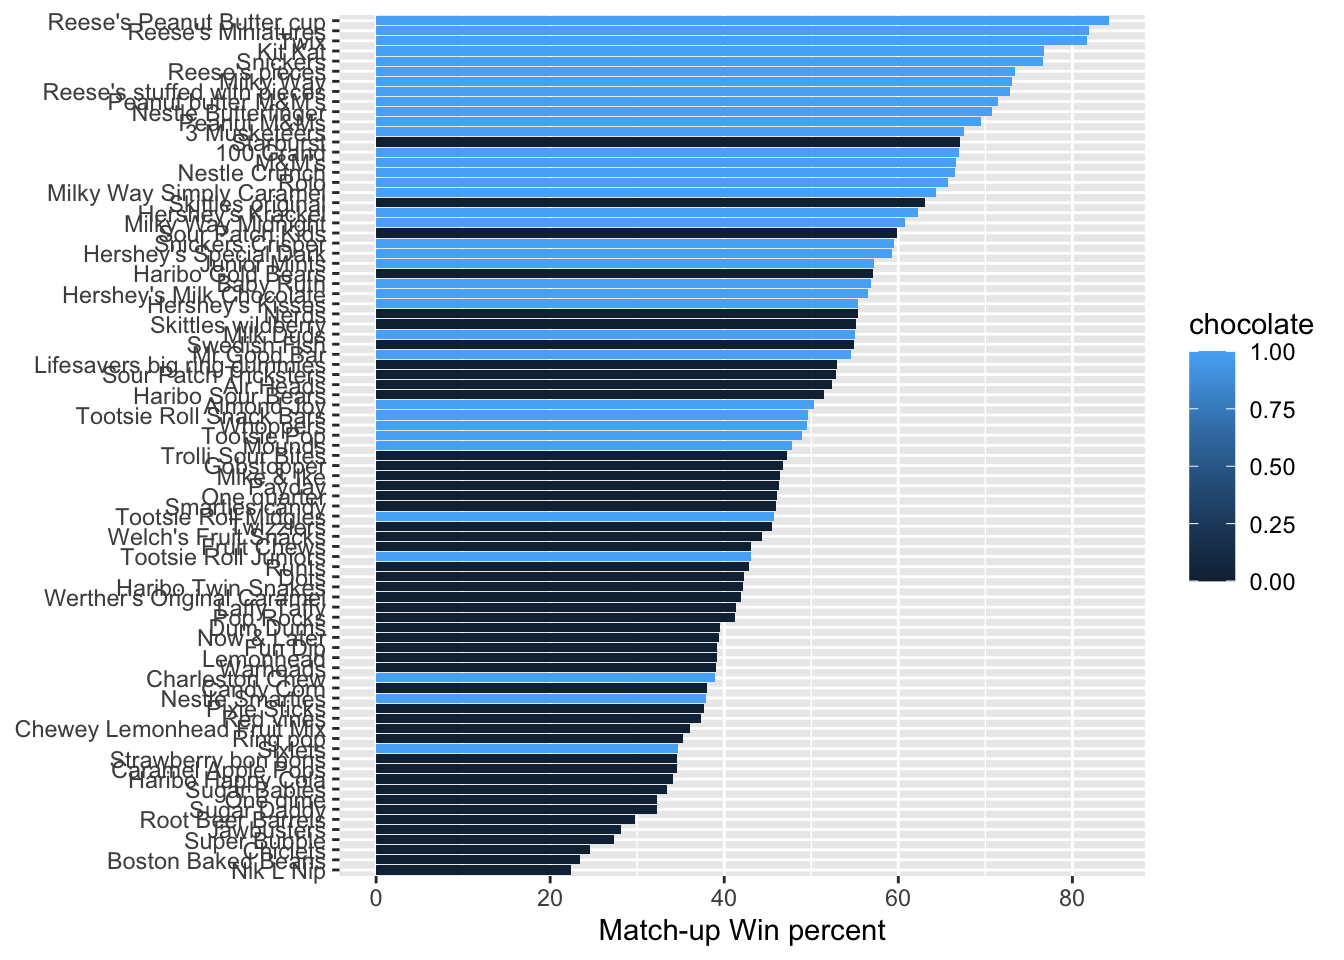 Reese's Peanut Butter cup
Reese's Miniatures
Twix
Kit Kat
Snickers
Reese's pieces
Milky Way
Reese's stuffed with pieces
Peanut butter M&M's
Nestle Butterfinger
Peanut M&Ms
3 Musketeers
Starburst
100 Grand
M&M's
Nestle Crunch
Rolo
Milky Way Simply Caramel
Skittles original
Hershey's Krackel
Milky Way Midnight
Sour Patch Kids
Snickers Crisper
Hershey's Special Dark
Junior Mints
Haribo Gold Bears
Baby Ruth
Hershey's Milk Chocolate
Hershey's Kisses
Nerds
Skittles wildberry
Milk Duds
Swedish Fish
Mr Good Bar
Lifesavers big ring gummies
Sour Patch Tricksters
Air Heads
Haribo Sour Bears
Almond Joy
Tootsie Roll Snack Bars
Whoppers
Tootsie Pop
Mounds
Trolli Sour Bites
Gobstopper
Mike & Ike
Payday
One quarter
Smarties candy
Tootsie Roll Midgies
Twizzlers
Welch's Fruit Snacks
Fruit Chews
Tootsie Roll Juniors
Runts
Dots
Haribo Twin Snakes
Werther's Original Caramel
Laffy Taffy
Pop Rocks
Dum Dums
Now & Later
Fun Dip
Lemonhead
Warheads
Charleston Chew
Candy Corn
Nestle Smarties
Pixie Sticks
Red vines
Chewey Lemonhead Fruit Mix
Ring pop
Sixlets
Strawberry bon bons
Caramel Apple Pops
Haribo Happy Cola
Sugar Babies
One dime
Sugar Daddy
Root Beer Barrels
Jawbusters
Super Bubble
Chiclets
Boston Baked Beans
Nik L Nip
0 20 40 60 80
Match-up Win percent
chocolate
1.00
0.75
0.50
0.25
0.00